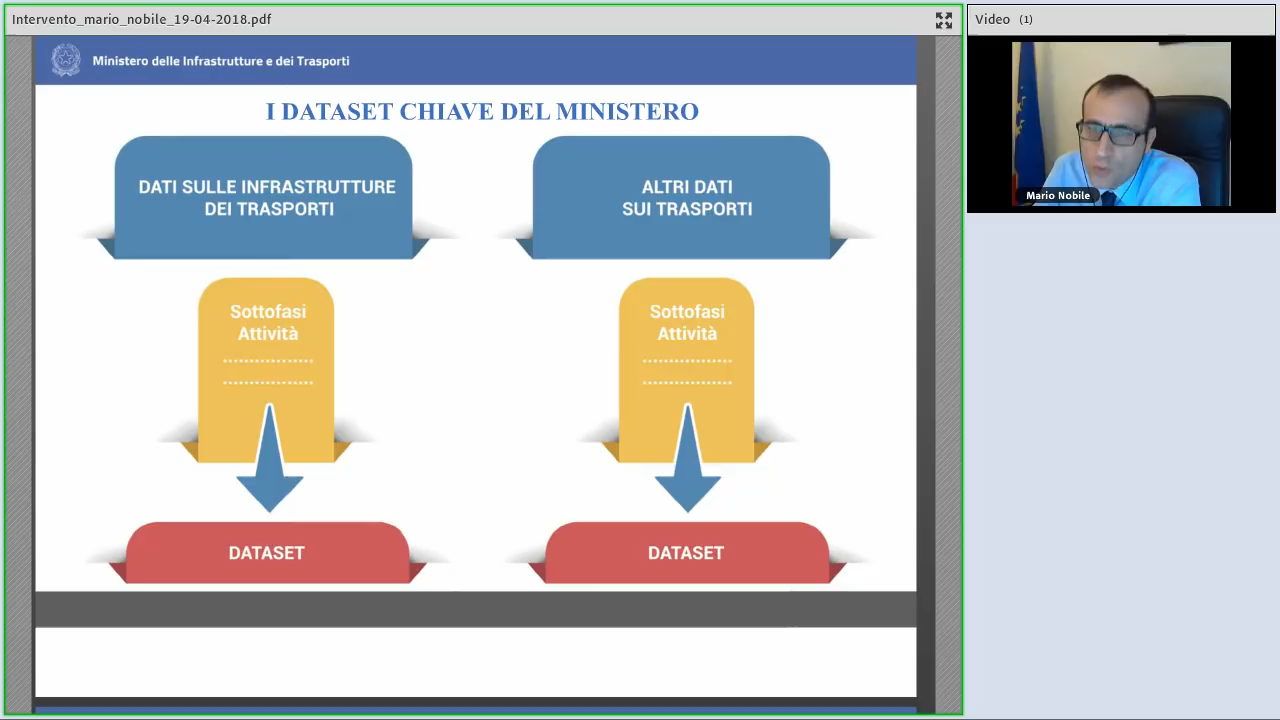 Intervento_mario_nobile_19-04-2018.pdf
Video (1)
Ministero delle Infrastrutture e dei Trasporti
I DATASET CHIAVE DEL MINISTERO
DATI SULLE INFRASTRUTTURE
DEI TRASPORTI
ALTRI DATI
SUI TRASPORTI
Sottofasi
Attività
Sottofasi
Attività
DATASET
DATASET
Mario Nobile